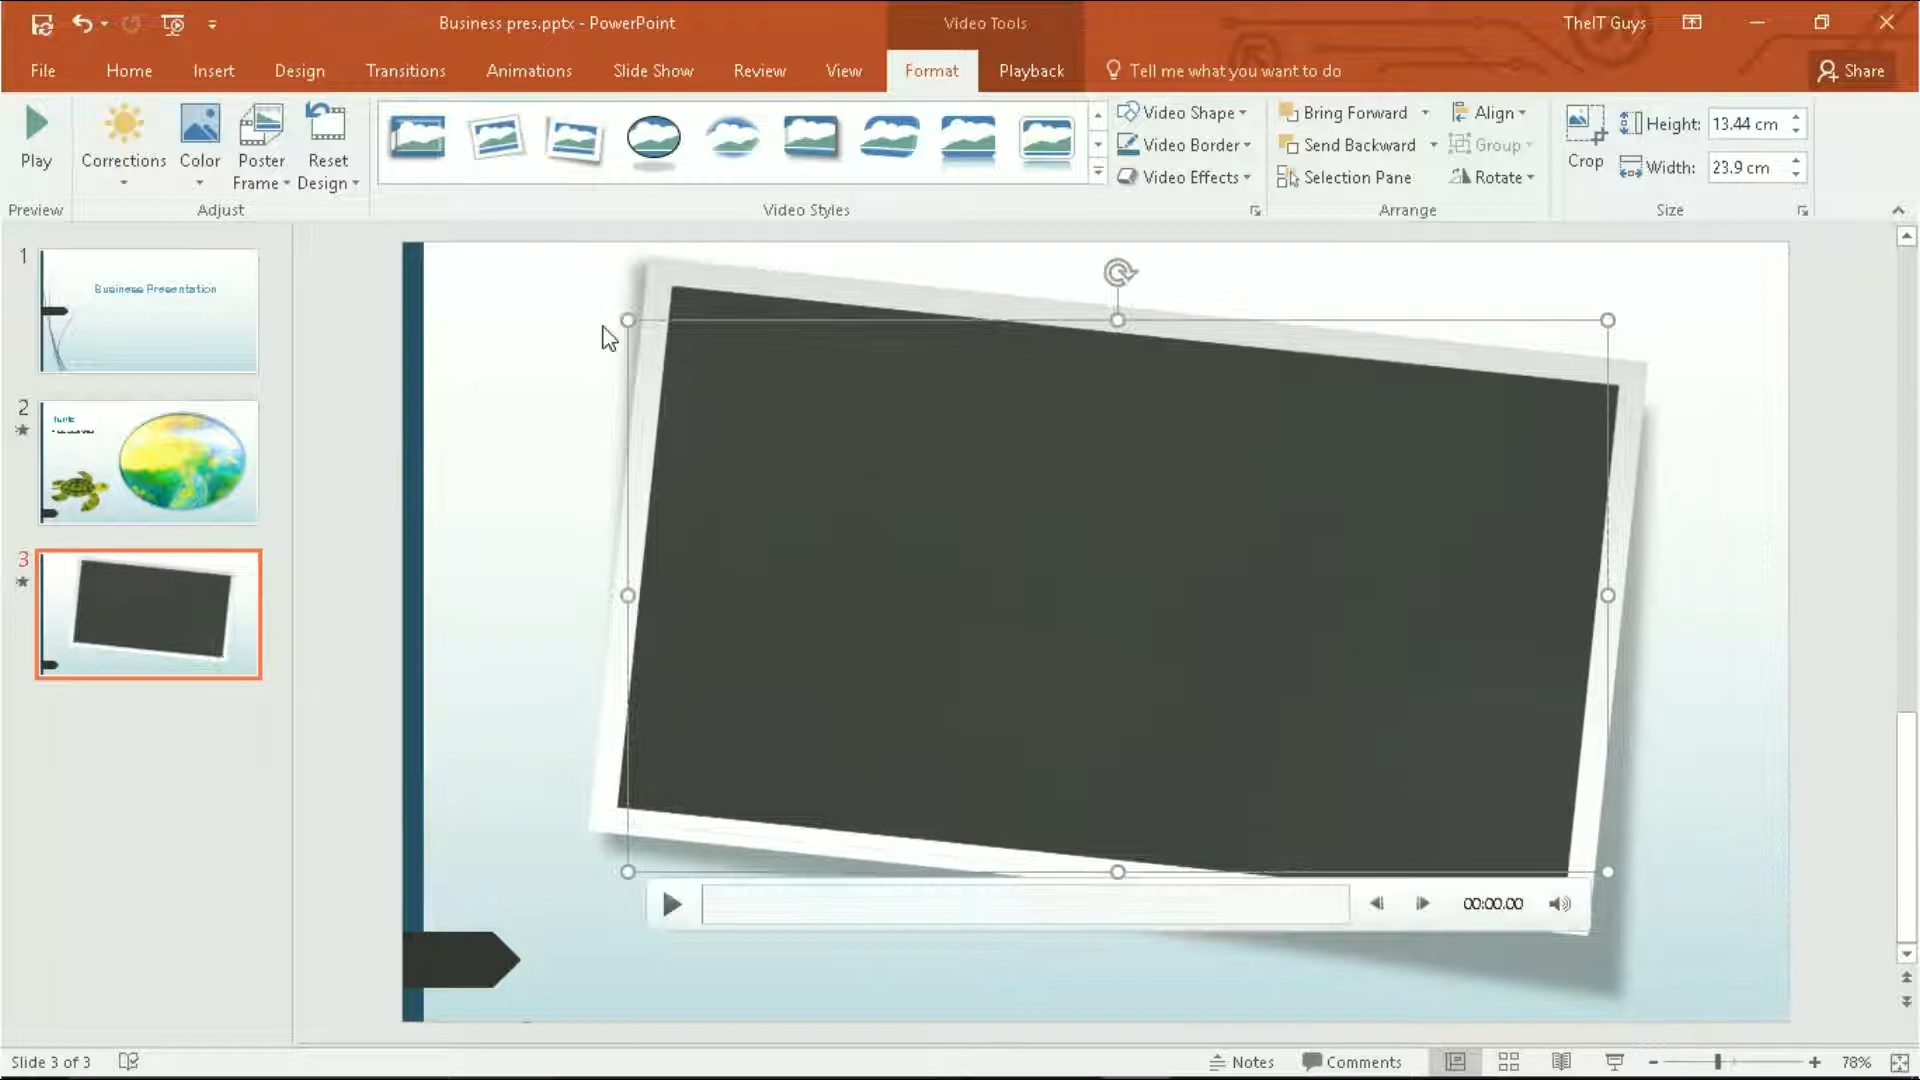 Business pres.pptx - PowerPoint
Video Tools
TheIT Guys
File
Home
Insert
Design
Transitions
Animations
Slide Show
Review
View
Format
Playback
Tell me what you want to do
Share
Play
Corrections
Color
Poster Frame
Reset Design
Video Shape
Video Border
Video Effects
Bring Forward
Send Backward
Selection Pane
Align
Group
Rotate
Crop
Height: 13.44 cm
Width: 23.9 cm
Preview
Adjust
Video Styles
Arrange
Size
1
Business Presentation
2
Turtle
3
00:00.00
Slide 3 of 3
Notes
Comments
78%